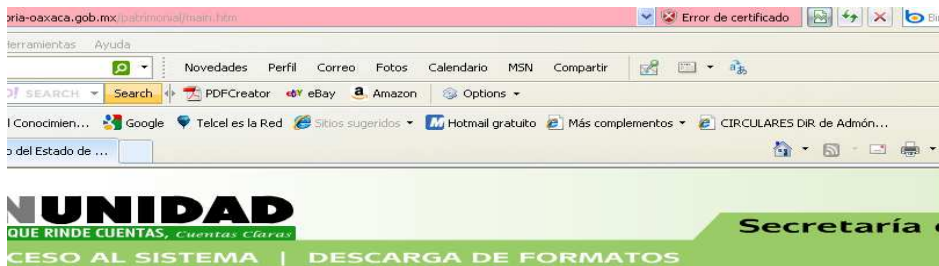 oria-oaxaca.gob.mx/patrimonial/main.htm Error de certificado Bin
Herramientas Ayuda
Novedades Perfil Correo Fotos Calendario MSN Compartir
SEARCH Search PDFCreator eBay Amazon Options
l Conocimien... Google Telcel es la Red Sitios sugeridos Hotmail gratuito Más complementos CIRCULARES DiR de Admón...
o del Estado de ...
NUNIDAD
QUE RINDE CUENTAS, Cuentas Claras
Secretaría
CESO AL SISTEMA | DESCARGA DE FORMATOS